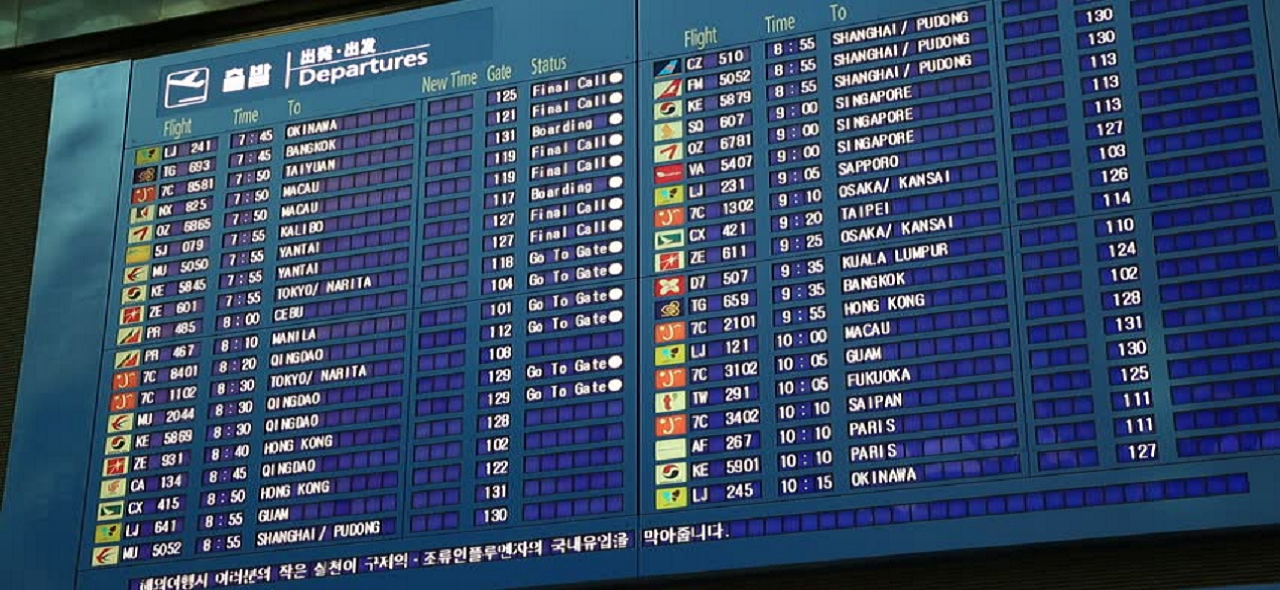 출발 出発·出发
Departures
Flight Time To New Time Gate Status
LJ 241 7:45 OKINAWA 125 Final Call
TG 693 7:45 BANGKOK 121 Final Call
7C 8581 7:50 TAIYUAN 131 Boarding
NX 825 7:50 MACAU 119 Final Call
OZ 6865 7:50 MACAU 119 Final Call
SJ 079 7:55 KALIBO 117 Boarding
MU 5050 7:55 YANTAI 127 Final Call
KE 5845 7:55 YANTAI 127 Final Call
ZE 601 7:55 TOKYO/ NARITA 118 Go To Gate
PR 485 8:00 CEBU 104 Go To Gate
PR 467 8:10 MANILA 101 Go To Gate
7C 8401 8:20 QINGDAO 112 Go To Gate
7C 1102 8:30 TOKYO/ NARITA 108
MU 2044 8:30 QINGDAO 129 Go To Gate
KE 5869 8:30 QINGDAO 129 Go To Gate
ZE 931 8:40 HONG KONG 128
CA 134 8:45 QINGDAO 102
CX 415 8:50 HONG KONG 122
LJ 641 8:55 GUAM 131
MU 5052 8:55 SHANGHAI/ PUDONG 130
Flight Time To
CZ 510 8:55 SHANGHAI/ PUDONG
FM 5052 8:55 SHANGHAI/ PUDONG
KE 5879 8:55 SHANGHAI/ PUDONG 130
SQ 607 9:00 SINGAPORE 130
OZ 6781 9:00 SINGAPORE 113
VA 5407 9:00 SINGAPORE 113
LJ 231 9:05 SAPPORO 127
7C 1302 9:10 OSAKA/ KANSAI 103
CX 421 9:20 TAIPEI 126
ZE 611 9:25 OSAKA/ KANSAI 114
D7 507 9:35 KUALA LUMPUR 110
TG 659 9:35 BANGKOK 124
7C 2101 9:55 HONG KONG 102
LJ 121 10:00 MACAU 128
7C 3102 10:05 GUAM 131
TW 291 10:05 FUKUOKA 130
7C 3402 10:10 SAIPAN 125
AF 267 10:10 PARIS 111
KE 5901 10:10 PARIS 111
LJ 245 10:15 OKINAWA 127
해외여행시 여러분의 작은 실천이 구제역·조류인플루엔자의 국내유입을 막아줍니다.